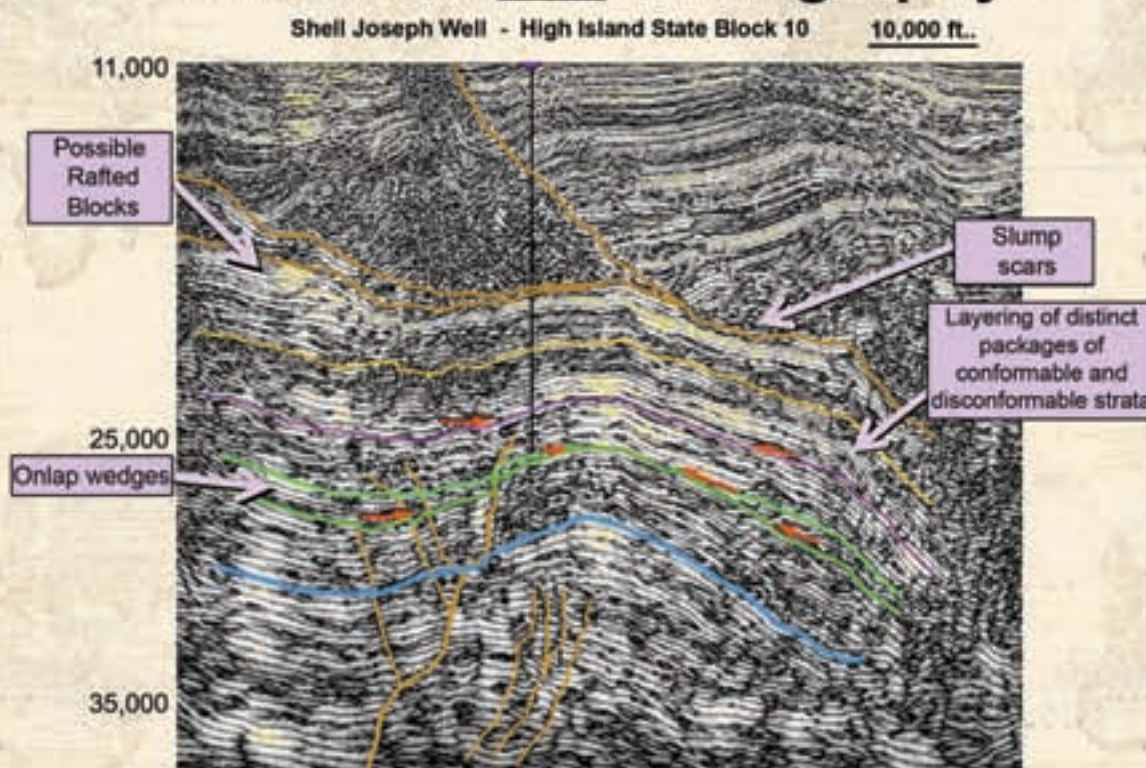 Shell Joseph Well - High Island State Block 10
10,000 ft..
11,000
Possible
Rafted
Blocks
Slump
scars
Layering of distinct
packages of
conformable and
disconformable strata
25,000
Onlap wedges
35,000